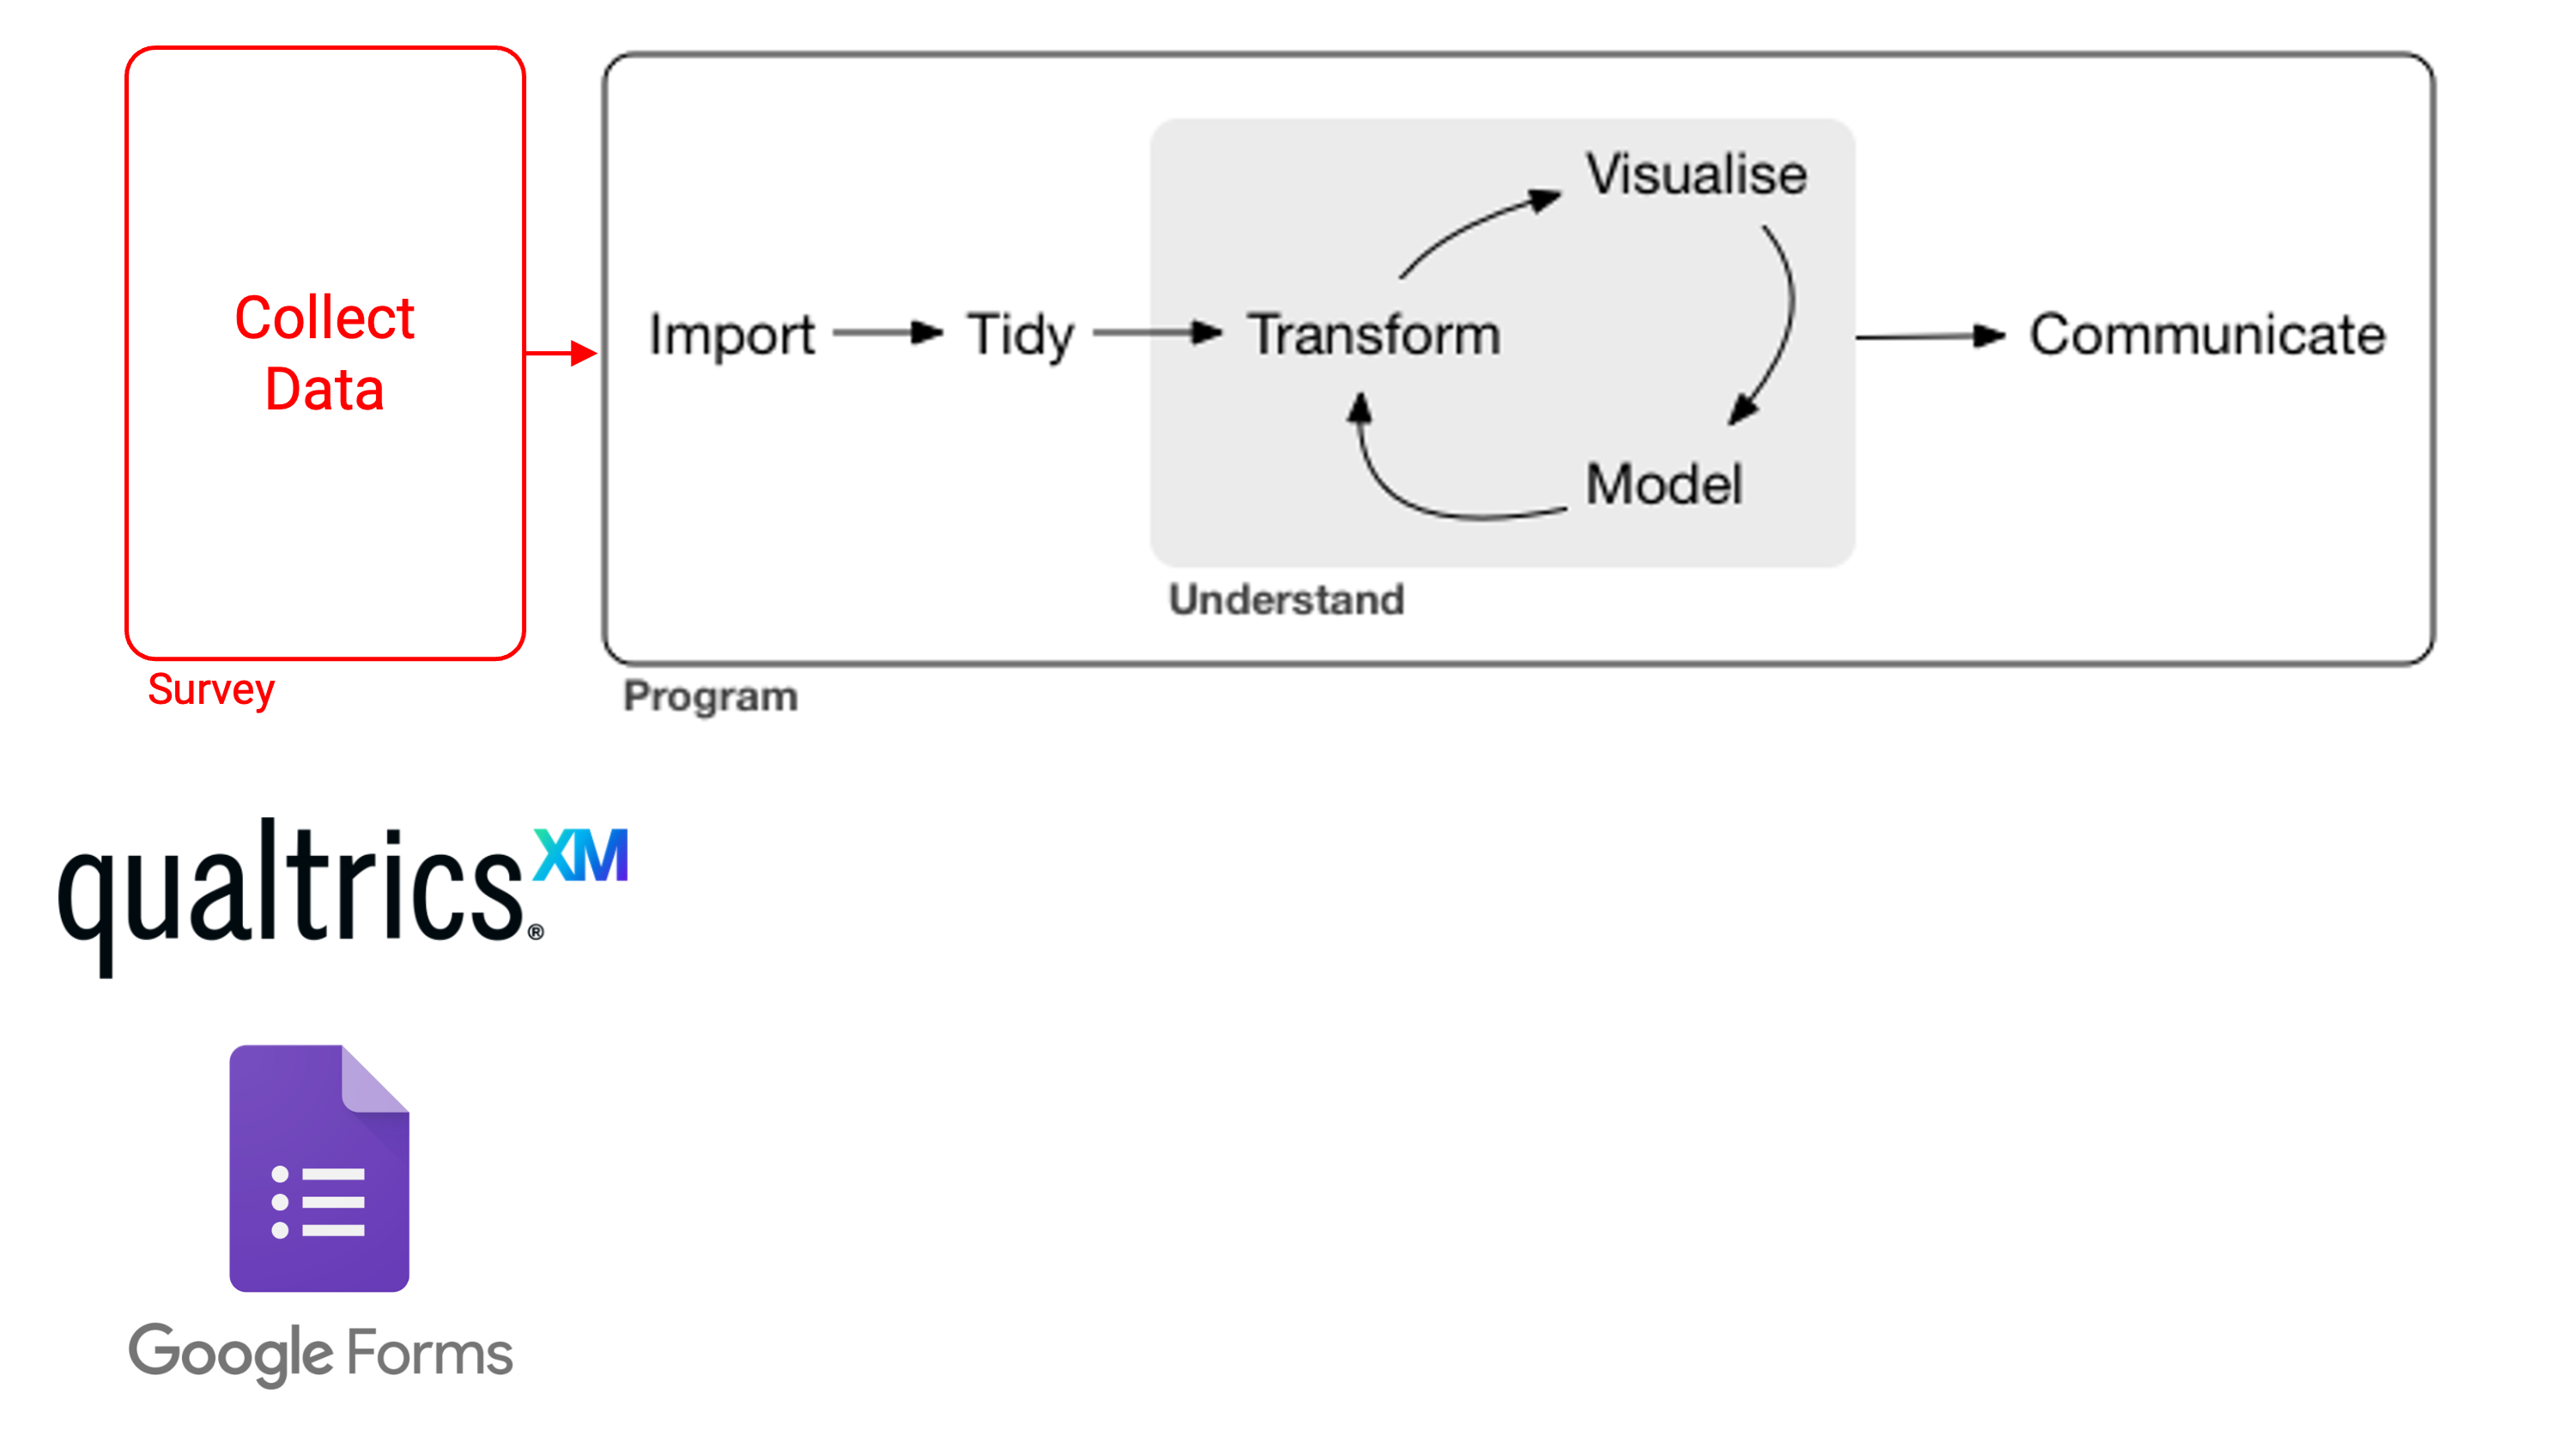 Collect
Data
Survey
Import
Tidy
Transform
Visualise
Model
Understand
Communicate
Program
qualtrics.XM
®
Google Forms